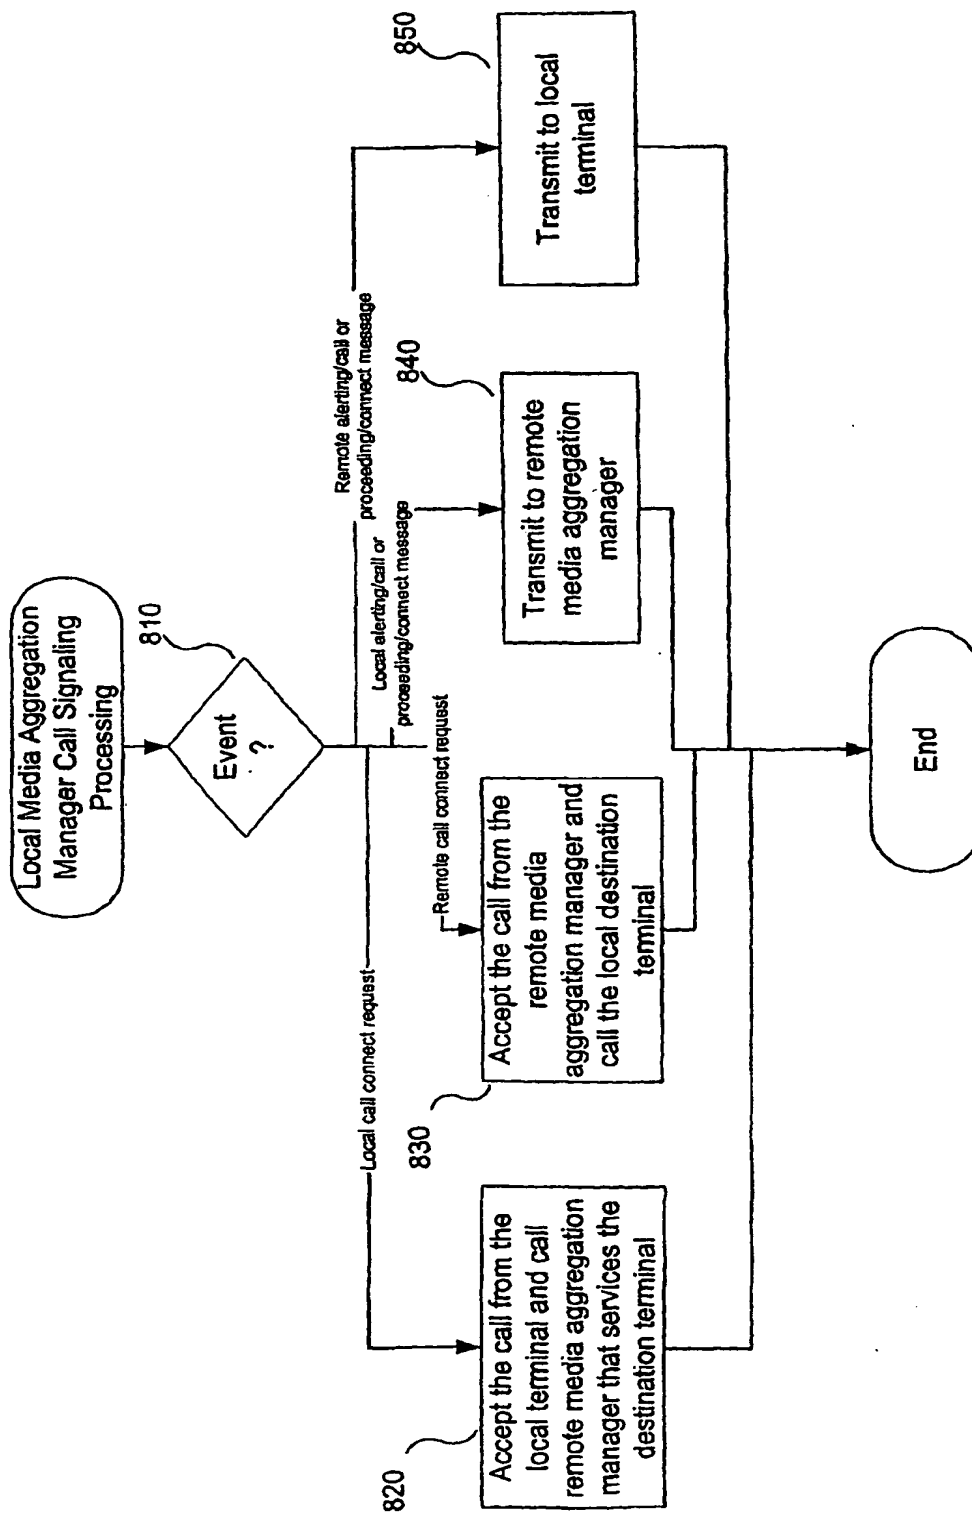 Local Media Aggregation
Manager Call Signaling
Processing
810
Event
?
Local call connect request
Remote call connect request
Local alerting/call or
proceeding/connect message
Remote alerting/call or
proceeding/connect message
820
Accept the call from the
local terminal and call
remote media aggregation
manager that services the
destination terminal
830
Accept the call from the
remote media
aggregation manager and
call the local destination
terminal
840
Transmit to remote
media aggregation
manager
850
Transmit to local
terminal
End